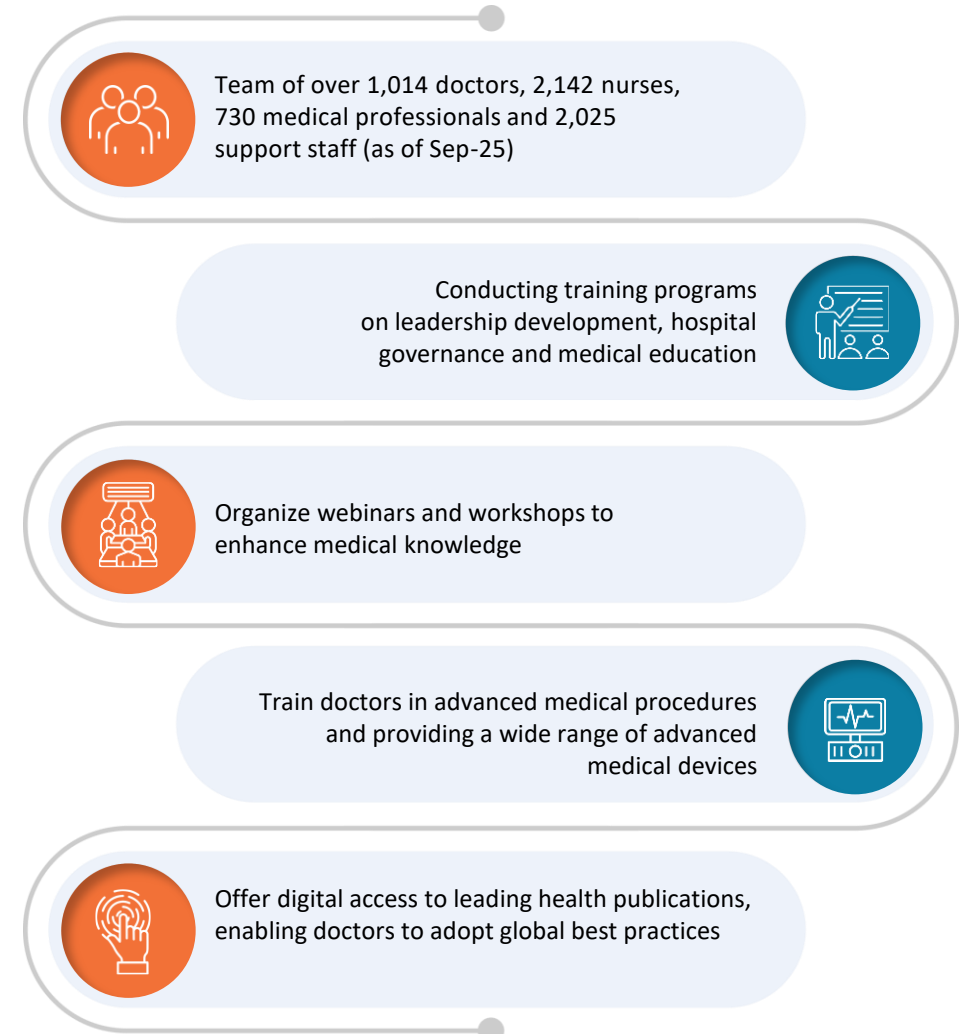 Team of over 1,014 doctors, 2,142 nurses,
730 medical professionals and 2,025
support staff (as of Sep-25)
Conducting training programs
on leadership development, hospital
governance and medical education
Organize webinars and workshops to
enhance medical knowledge
Train doctors in advanced medical procedures
and providing a wide range of advanced
medical devices
Offer digital access to leading health publications,
enabling doctors to adopt global best practices